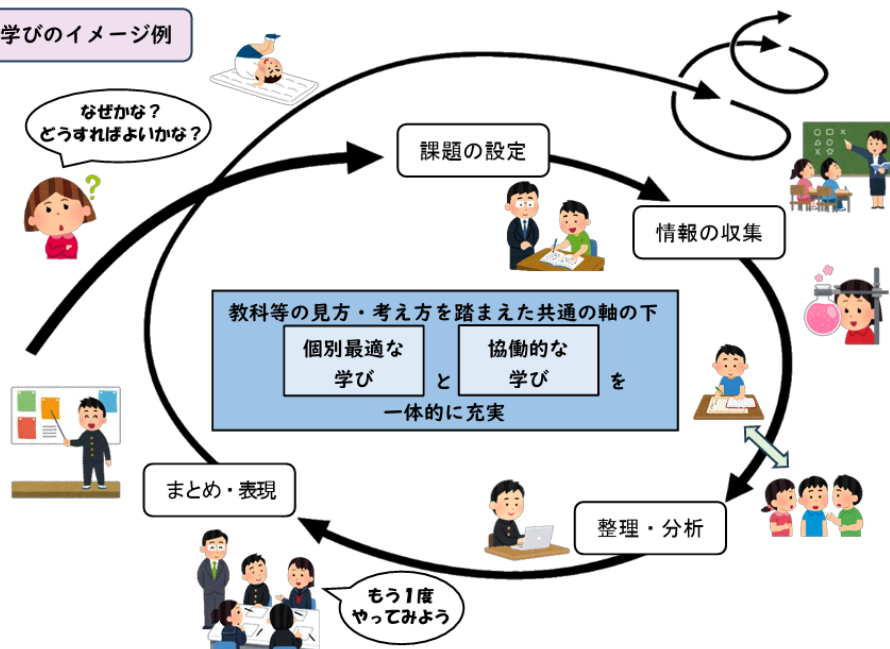 学びのイメージ例
なぜかな？
どうすればよいかな？
課題の設定
情報の収集
教科等の見方・考え方を踏まえた共通の軸の下
個別最適な
学び
と
協働的な
学び
を
一体的に充実
まとめ・表現
整理・分析
もう１度
やってみよう